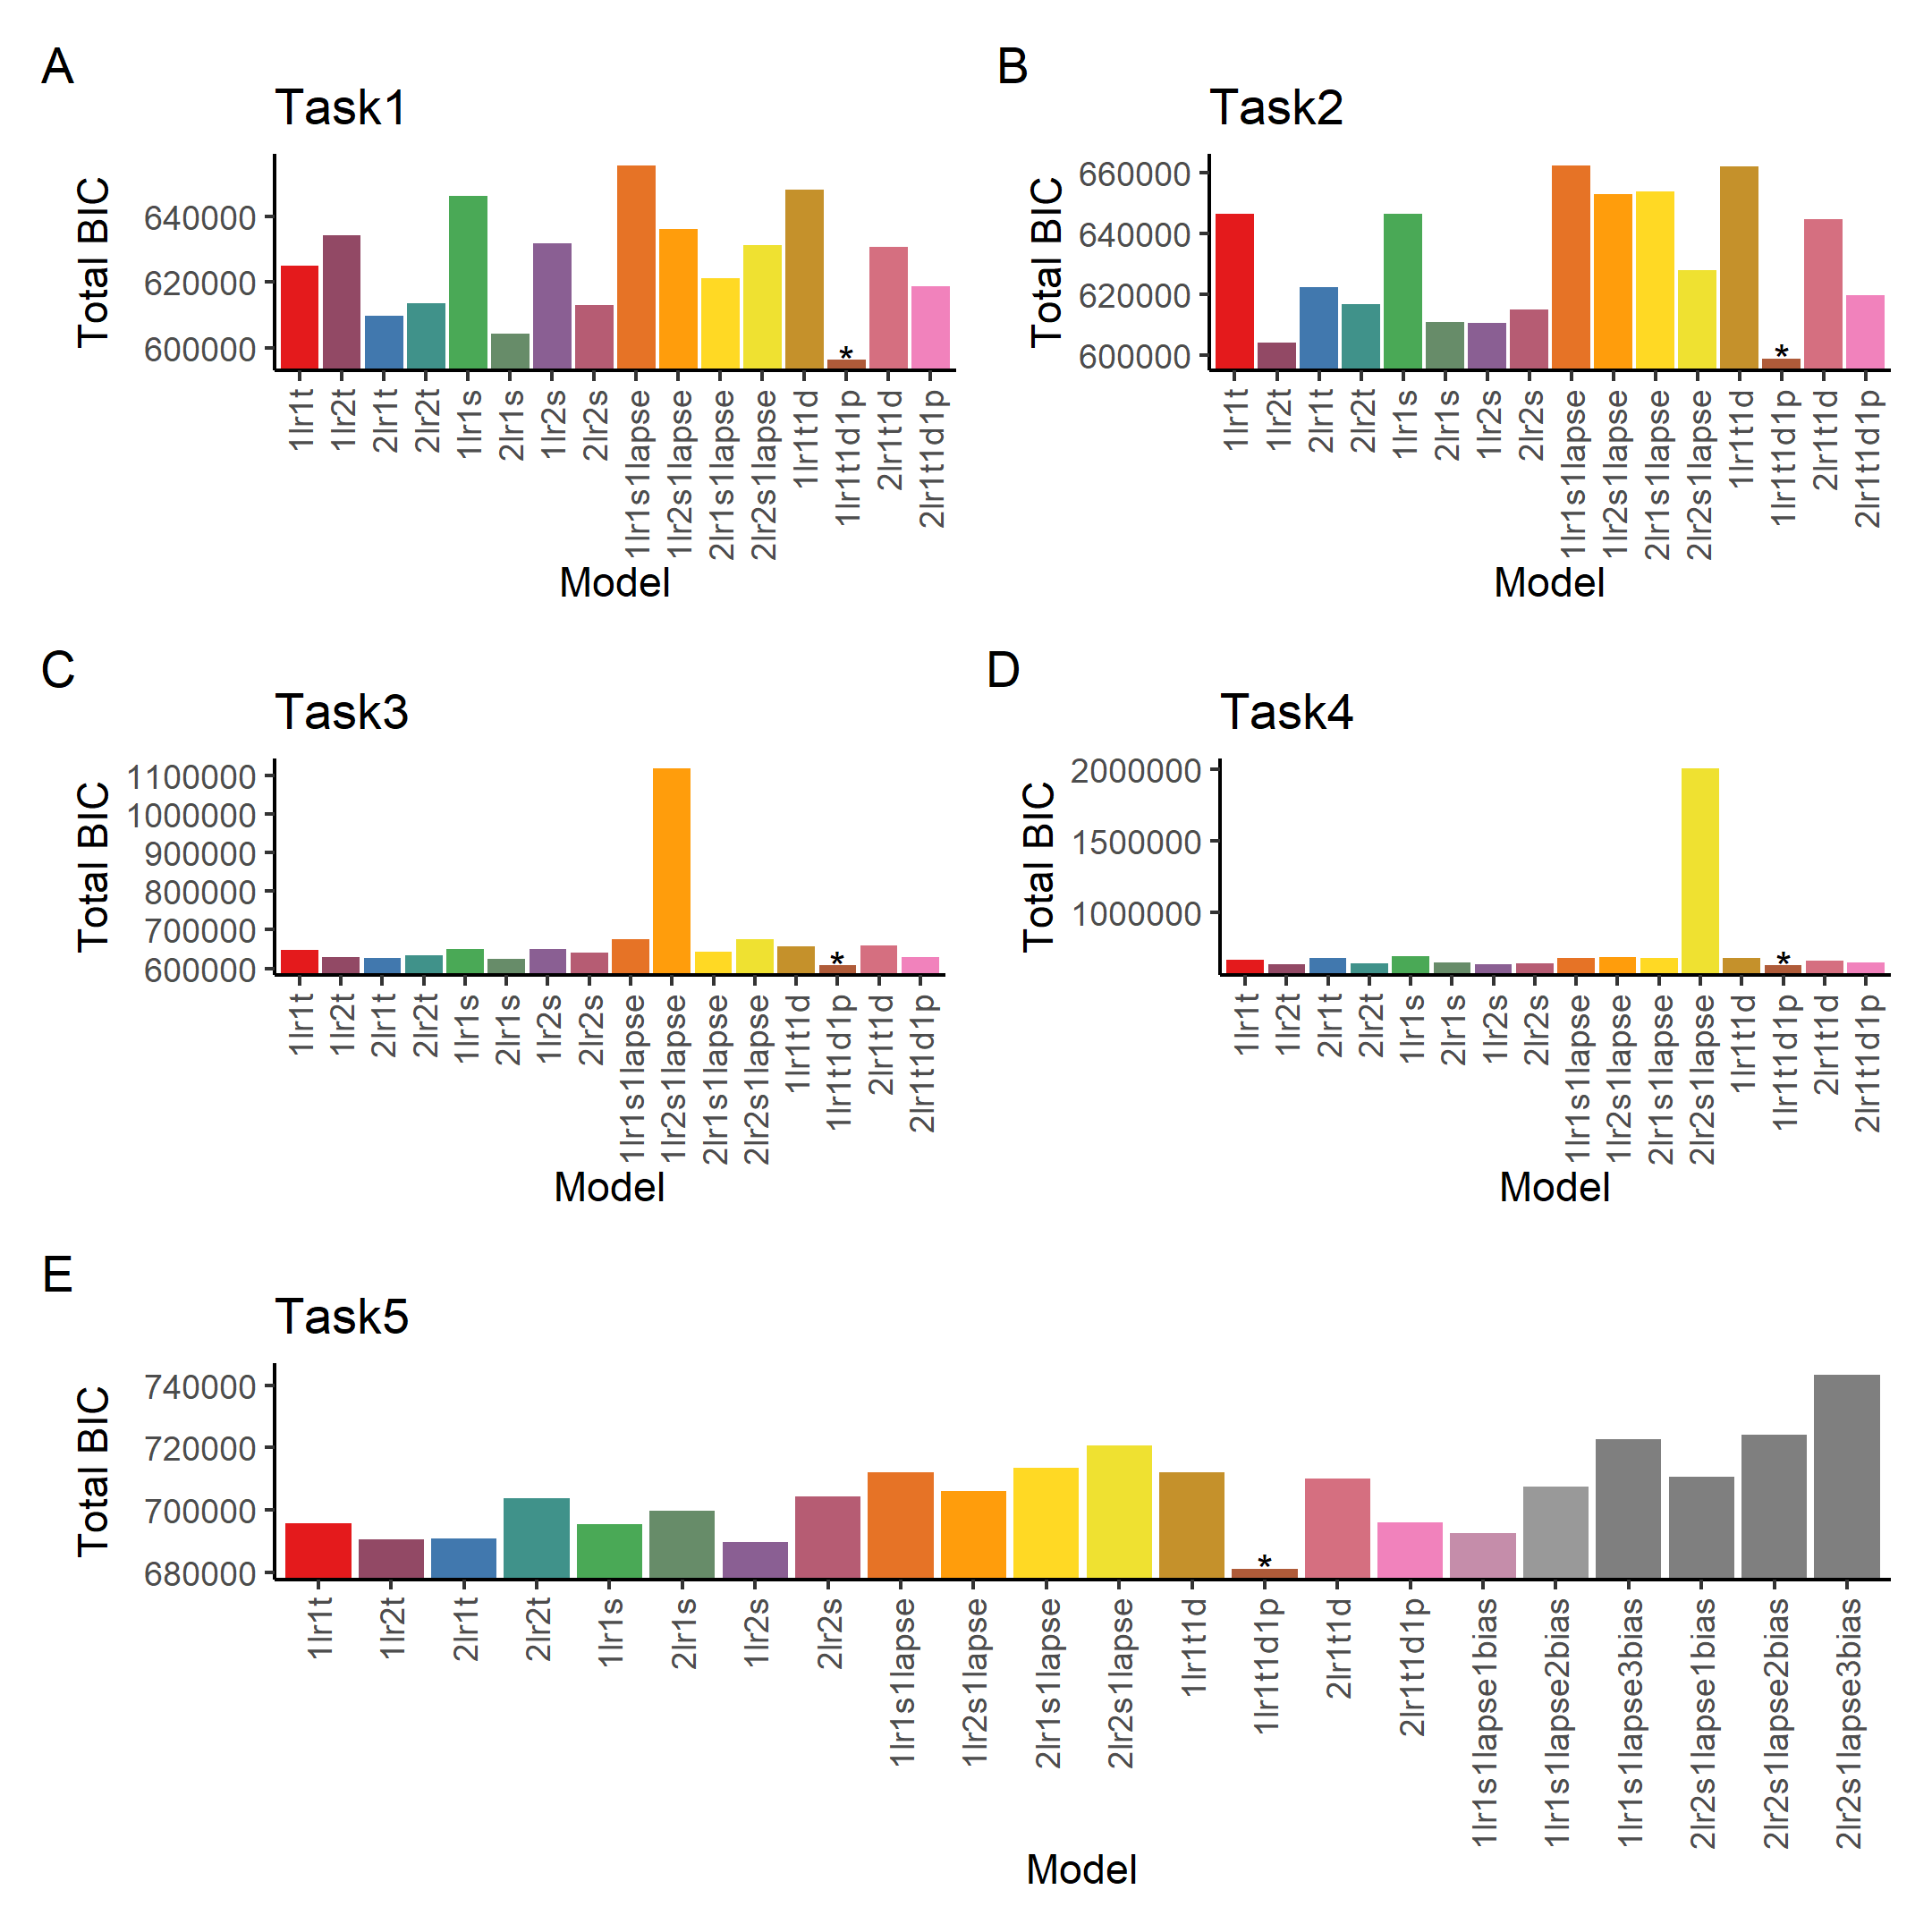 A
Task1
Total BIC
640000
620000
600000
*
1lr1t
1lr2t
2lr1t
2lr2t
1lr1s
2lr1s
1lr2s
2lr2s
1lr1s1lapse
1lr2s1lapse
2lr1s1lapse
2lr2s1lapse
1lr1t1d
1lr1t1d1p
2lr1t1d
2lr1t1d1p
Model
B
Task2
Total BIC
660000
640000
620000
600000
*
1lr1t
1lr2t
2lr1t
2lr2t
1lr1s
2lr1s
1lr2s
2lr2s
1lr1s1lapse
1lr2s1lapse
2lr1s1lapse
2lr2s1lapse
1lr1t1d
1lr1t1d1p
2lr1t1d
2lr1t1d1p
Model
C
Task3
Total BIC
1100000
1000000
900000
800000
700000
600000
*
1lr1t
1lr2t
2lr1t
2lr2t
1lr1s
2lr1s
1lr2s
2lr2s
1lr1s1lapse
1lr2s1lapse
2lr1s1lapse
2lr2s1lapse
1lr1t1d
1lr1t1d1p
2lr1t1d
2lr1t1d1p
Model
D
Task4
Total BIC
2000000
1500000
1000000
*
1lr1t
1lr2t
2lr1t
2lr2t
1lr1s
2lr1s
1lr2s
2lr2s
1lr1s1lapse
1lr2s1lapse
2lr1s1lapse
2lr2s1lapse
1lr1t1d
1lr1t1d1p
2lr1t1d
2lr1t1d1p
Model
E
Task5
Total BIC
740000
720000
700000
680000
*
1lr1t
1lr2t
2lr1t
2lr2t
1lr1s
2lr1s
1lr2s
2lr2s
1lr1s1lapse
1lr2s1lapse
2lr1s1lapse
2lr2s1lapse
1lr1t1d
1lr1t1d1p
2lr1t1d
2lr1t1d1p
1lr1s1lapse1bias
1lr1s1lapse2bias
1lr1s1lapse3bias
2lr2s1lapse1bias
2lr2s1lapse2bias
2lr2s1lapse3bias
Model